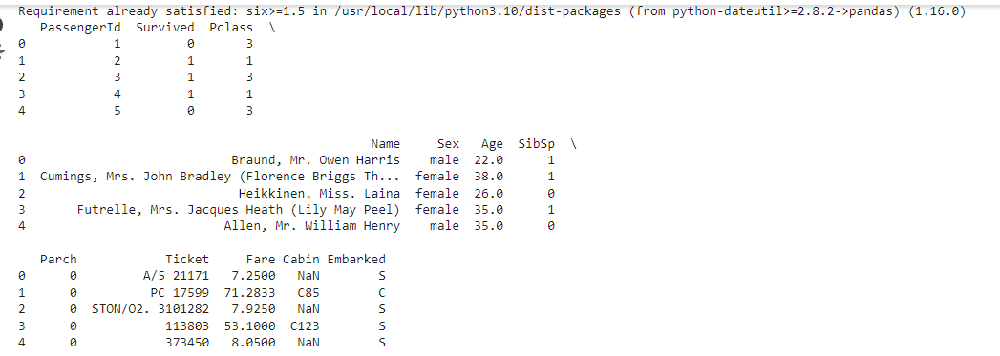 Requirement already satisfied: six>=1.5 in /usr/local/lib/python3.10/dist-packages (from python-dateutil>=2.8.2->pandas) (1.16.0)
   PassengerId  Survived  Pclass  \
0            1         0       3
1            2         1       1
2            3         1       3
3            4         1       1
4            5         0       3
                                                Name     Sex   Age  SibSp  \
0                            Braund, Mr. Owen Harris    male  22.0      1
1  Cumings, Mrs. John Bradley (Florence Briggs Th...  female  38.0      1
2                             Heikkinen, Miss. Laina  female  26.0      0
3       Futrelle, Mrs. Jacques Heath (Lily May Peel)  female  35.0      1
4                           Allen, Mr. William Henry    male  35.0      0
   Parch            Ticket     Fare Cabin Embarked
0      0         A/5 21171   7.2500   NaN        S
1      0          PC 17599  71.2833   C85        C
2      0  STON/O2. 3101282   7.9250   NaN        S
3      0            113803  53.1000  C123        S
4      0            373450   8.0500   NaN        S